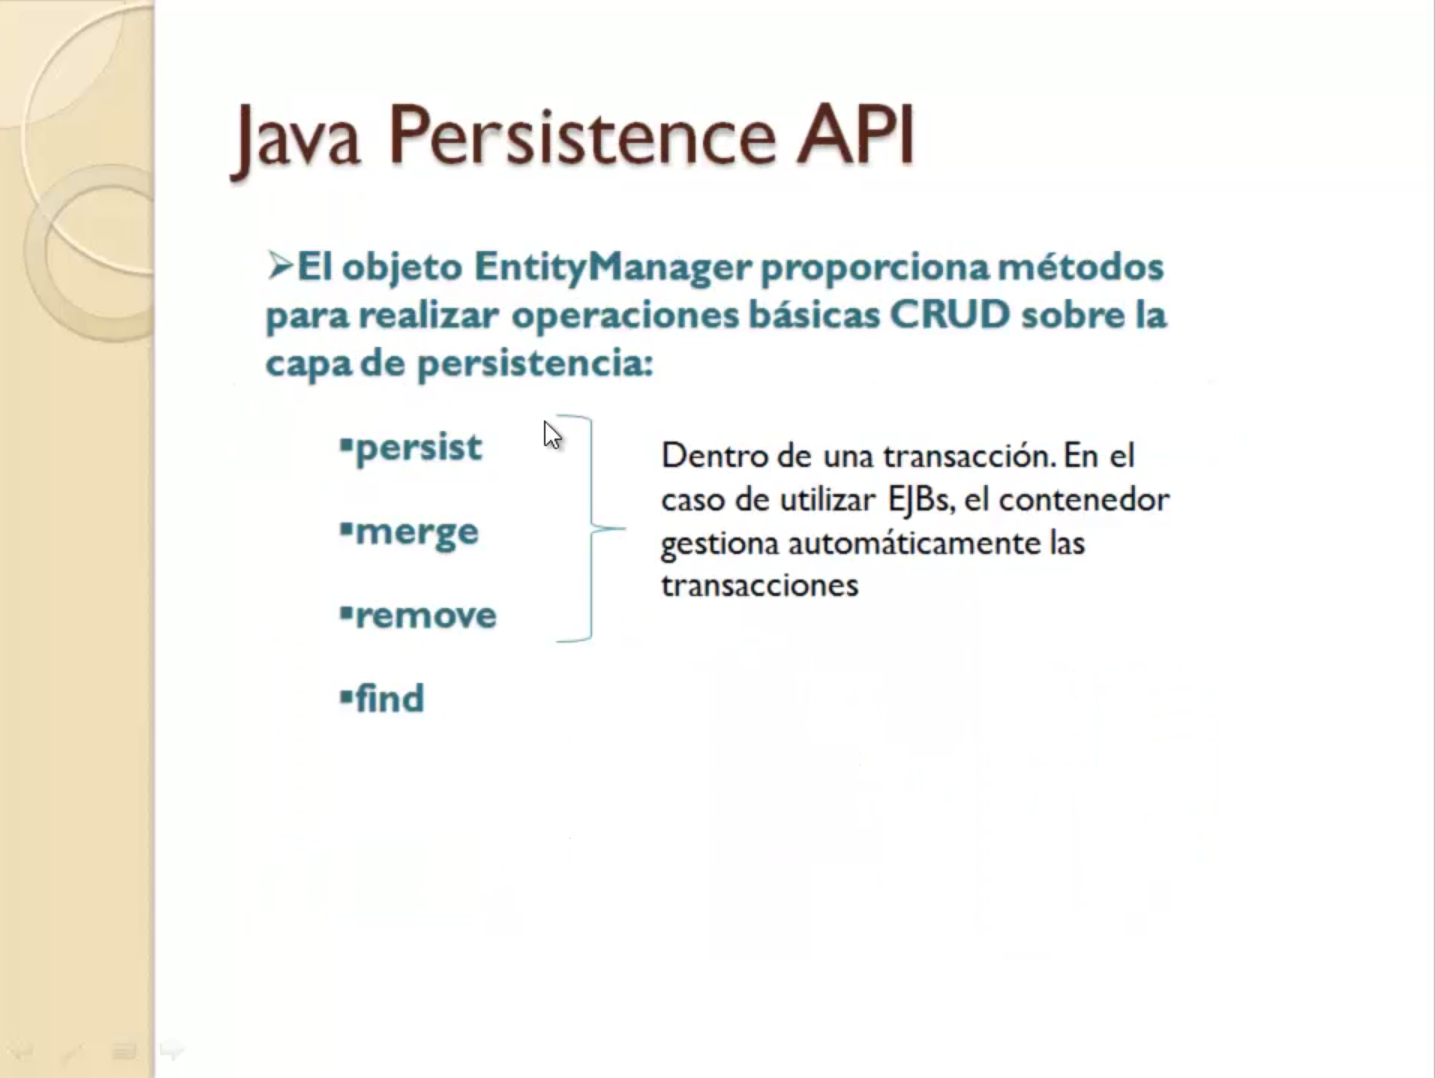 Java Persistence API
➢El objeto EntityManager proporciona métodos
para realizar operaciones básicas CRUD sobre la
capa de persistencia:
▪persist
▪merge
▪remove
▪find
Dentro de una transacción. En el
caso de utilizar EJBs, el contenedor
gestiona automáticamente las
transacciones